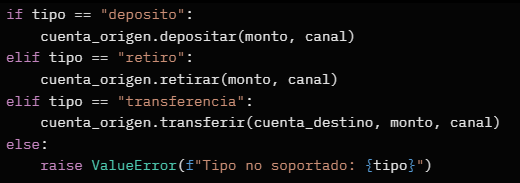 if tipo == "deposito":
    cuenta_origen.depositar(monto, canal)
elif tipo == "retiro":
    cuenta_origen.retirar(monto, canal)
elif tipo == "transferencia":
    cuenta_origen.transferir(cuenta_destino, monto, canal)
else:
    raise ValueError(f"Tipo no soportado: {tipo}")